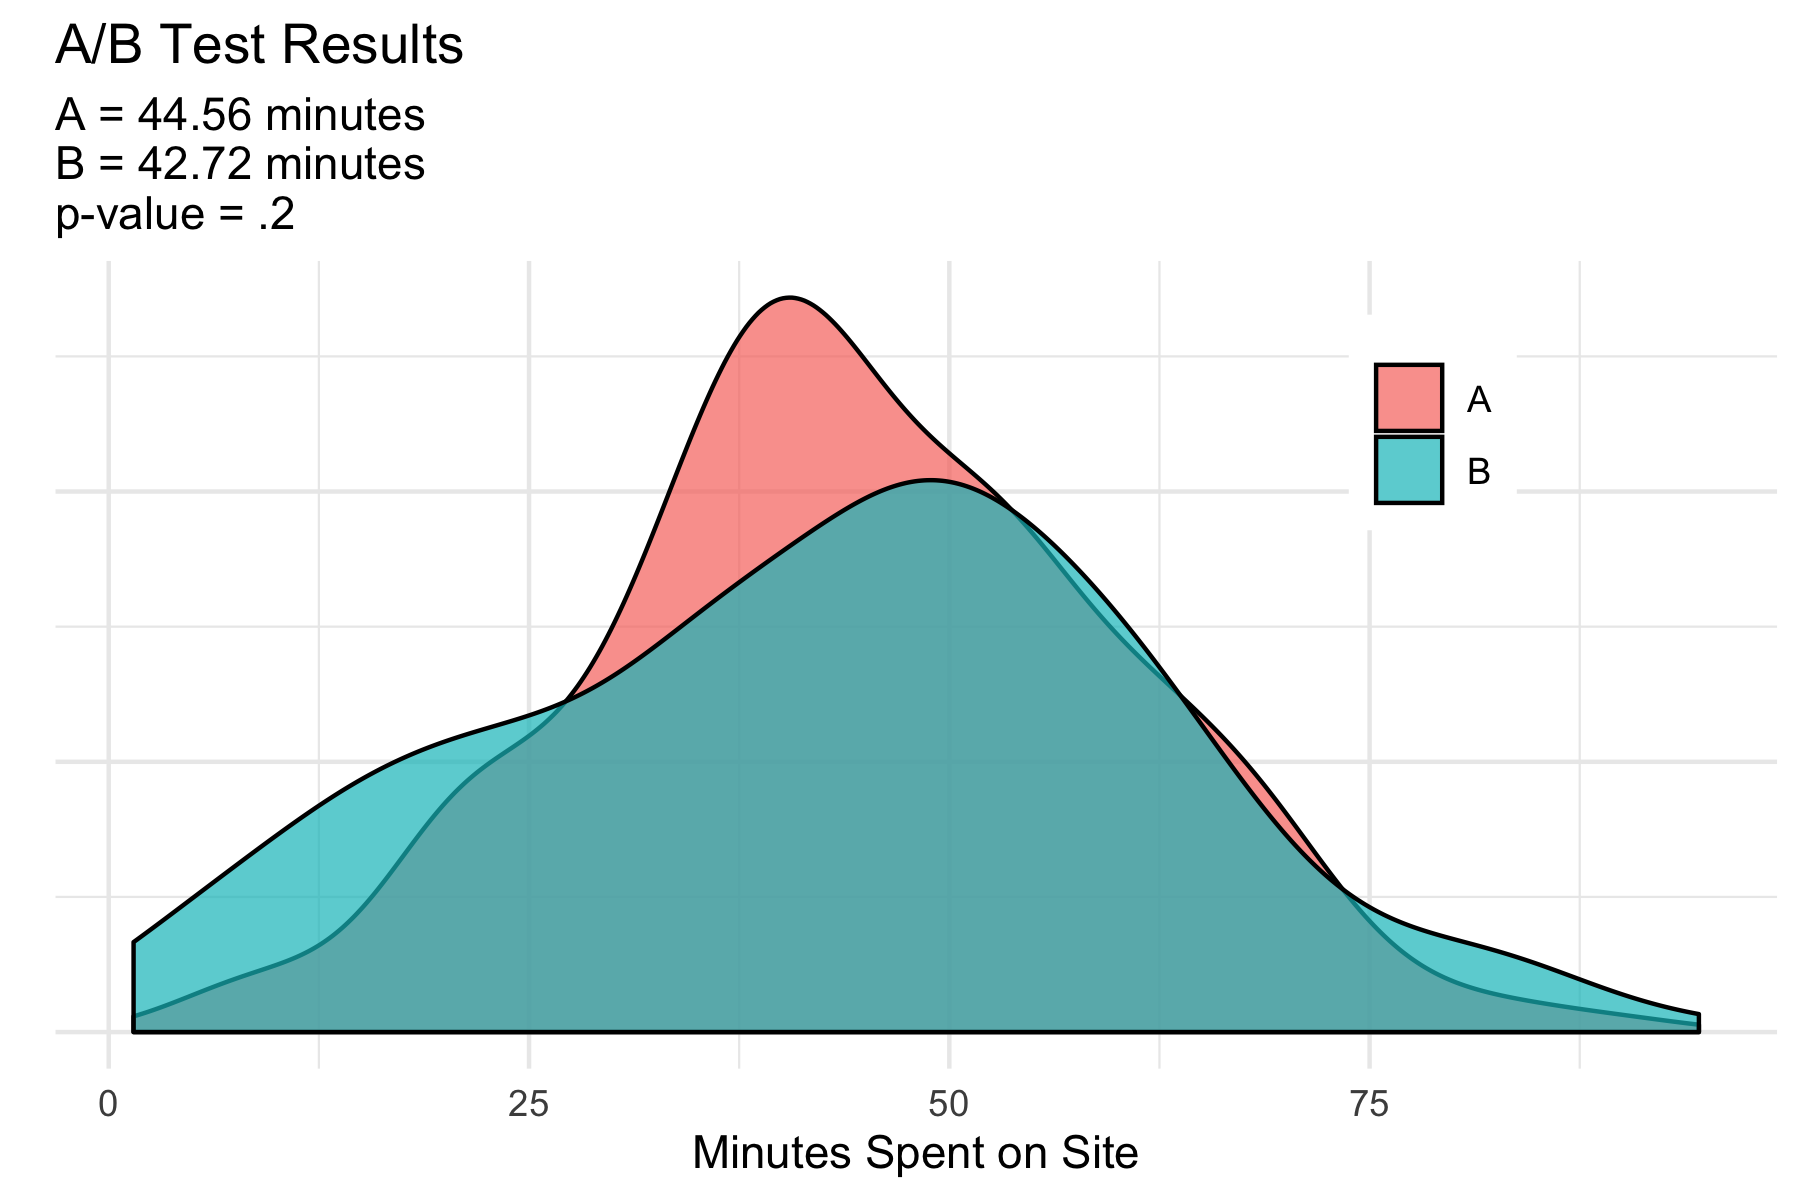 A/B Test Results
A = 44.56 minutes
B = 42.72 minutes
p-value = .2
A
B
0 25 50 75
Minutes Spent on Site